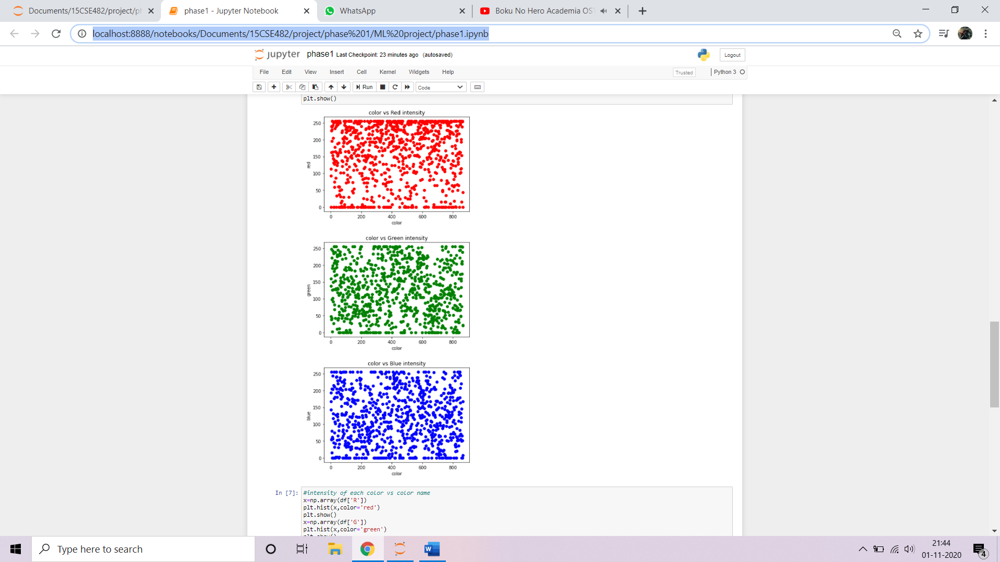 Documents/15CSE482/project/ph
phase1 - Jupyter Notebook
WhatsApp
Boku No Hero Academia OST
localhost:8888/notebooks/Documents/15CSE482/project/phase%201/ML%20project/phase1.ipynb
jupyter phase1 Last Checkpoint: 23 minutes ago (autosaved)
Logout
File Edit View Insert Cell Kernel Widgets Help
Trusted
Python 3
Run
Code
plt.show()
color vs Red intensity
250
200
150
100
50
0
red
0 200 400 600 800
color
color vs Green intensity
250
200
150
100
50
0
green
0 200 400 600 800
color
color vs Blue intensity
250
200
150
100
50
0
blue
0 200 400 600 800
color
In [7]: #intensity of each color vs color name
x=np.array(df['R'])
plt.hist(x,color='red')
plt.show()
x=np.array(df['G'])
plt.hist(x,color='green')
Type here to search
W
21:44
01-11-2020
4